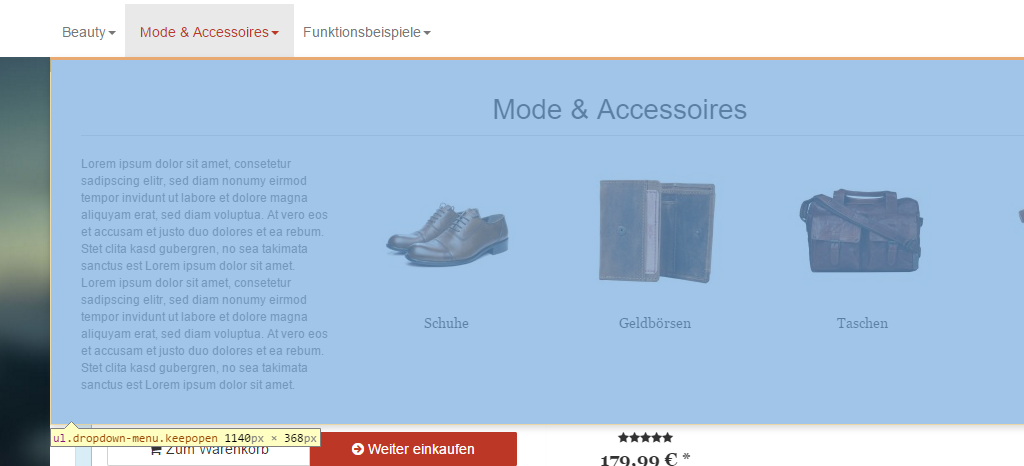 Beauty Mode & Accessoires Funktionsbeispiele
Mode & Accessoires
Lorem ipsum dolor sit amet, consetetur
sadipscing elitr, sed diam nonumy eirmod
tempor invidunt ut labore et dolore magna
aliquyam erat, sed diam voluptua. At vero eos
et accusam et justo duo dolores et ea rebum.
Stet clita kasd gubergren, no sea takimata
sanctus est Lorem ipsum dolor sit amet.
Lorem ipsum dolor sit amet, consetetur
sadipscing elitr, sed diam nonumy eirmod
tempor invidunt ut labore et dolore magna
aliquyam erat, sed diam voluptua. At vero eos
et accusam et justo duo dolores et ea rebum.
Stet clita kasd gubergren, no sea takimata
sanctus est Lorem ipsum dolor sit amet.
Schuhe Geldbörsen Taschen
ul.dropdown-menu.keepopen 1140px × 368px
Zum Warenkorb Weiter einkaufen
179,99 € *